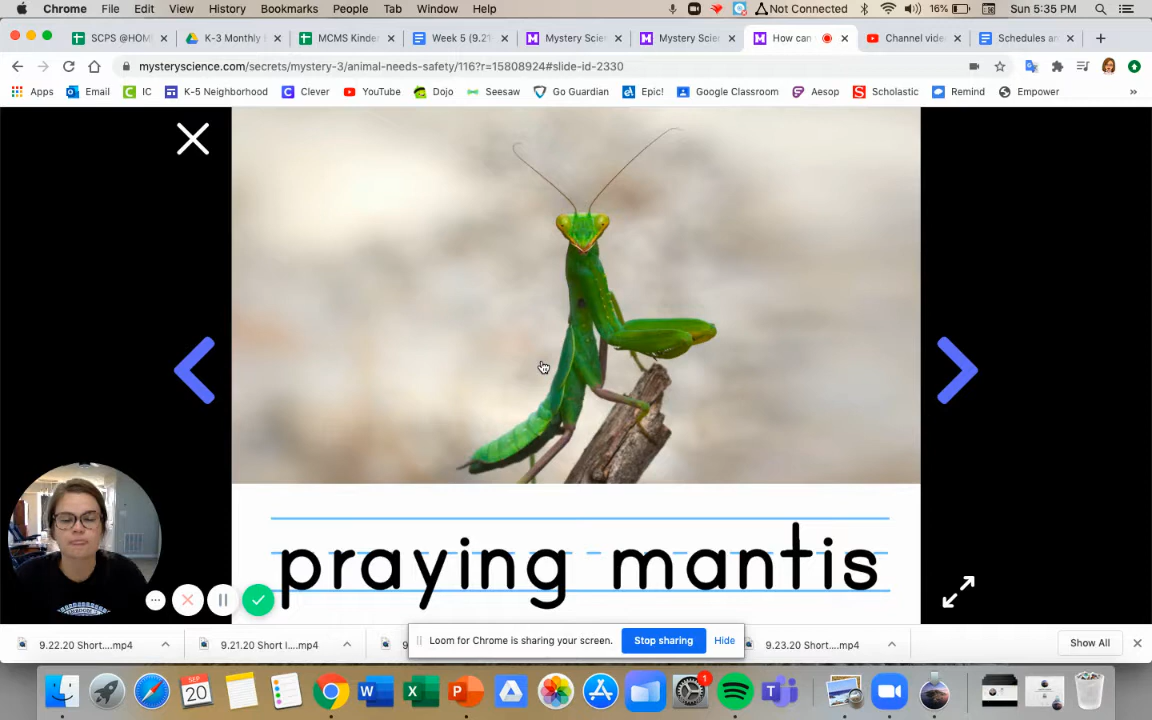 Chrome File Edit View History Bookmarks People Tab Window Help Not Connected 16% Sun 5:35 PM
SCPS @HOM K-3 Monthly MCMS Kinder Week 5 (9.21 Mystery Scie Mystery Scie How can Channel vide Schedules an
mysteryscience.com/secrets/mystery-3/animal-needs-safety/116?r=15808924#slide-id-2330
Apps Email IC K-5 Neighborhood Clever YouTube Dojo Seesaw Go Guardian Epic! Google Classroom Aesop Scholastic Remind Empower »
praying mantis
Loom for Chrome is sharing your screen. Stop sharing Hide
9.22.20 Short....mp4 9.21.20 Short I....mp4 9.23.20 Short....mp4 Show All
SEP 20 1